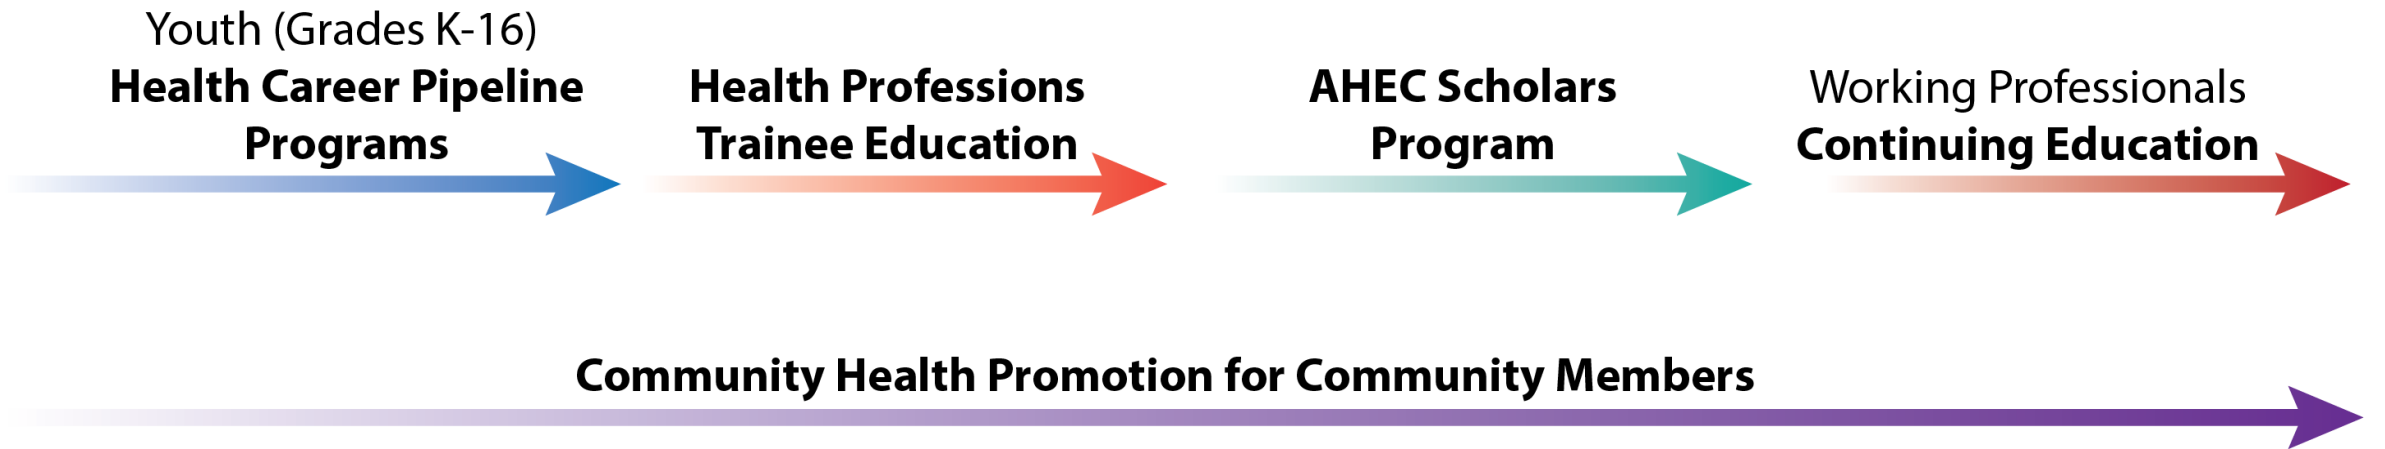 Youth (Grades K-16)
Health Career Pipeline
Programs
Health Professions
Trainee Education
AHEC Scholars
Program
Working Professionals
Continuing Education
Community Health Promotion for Community Members